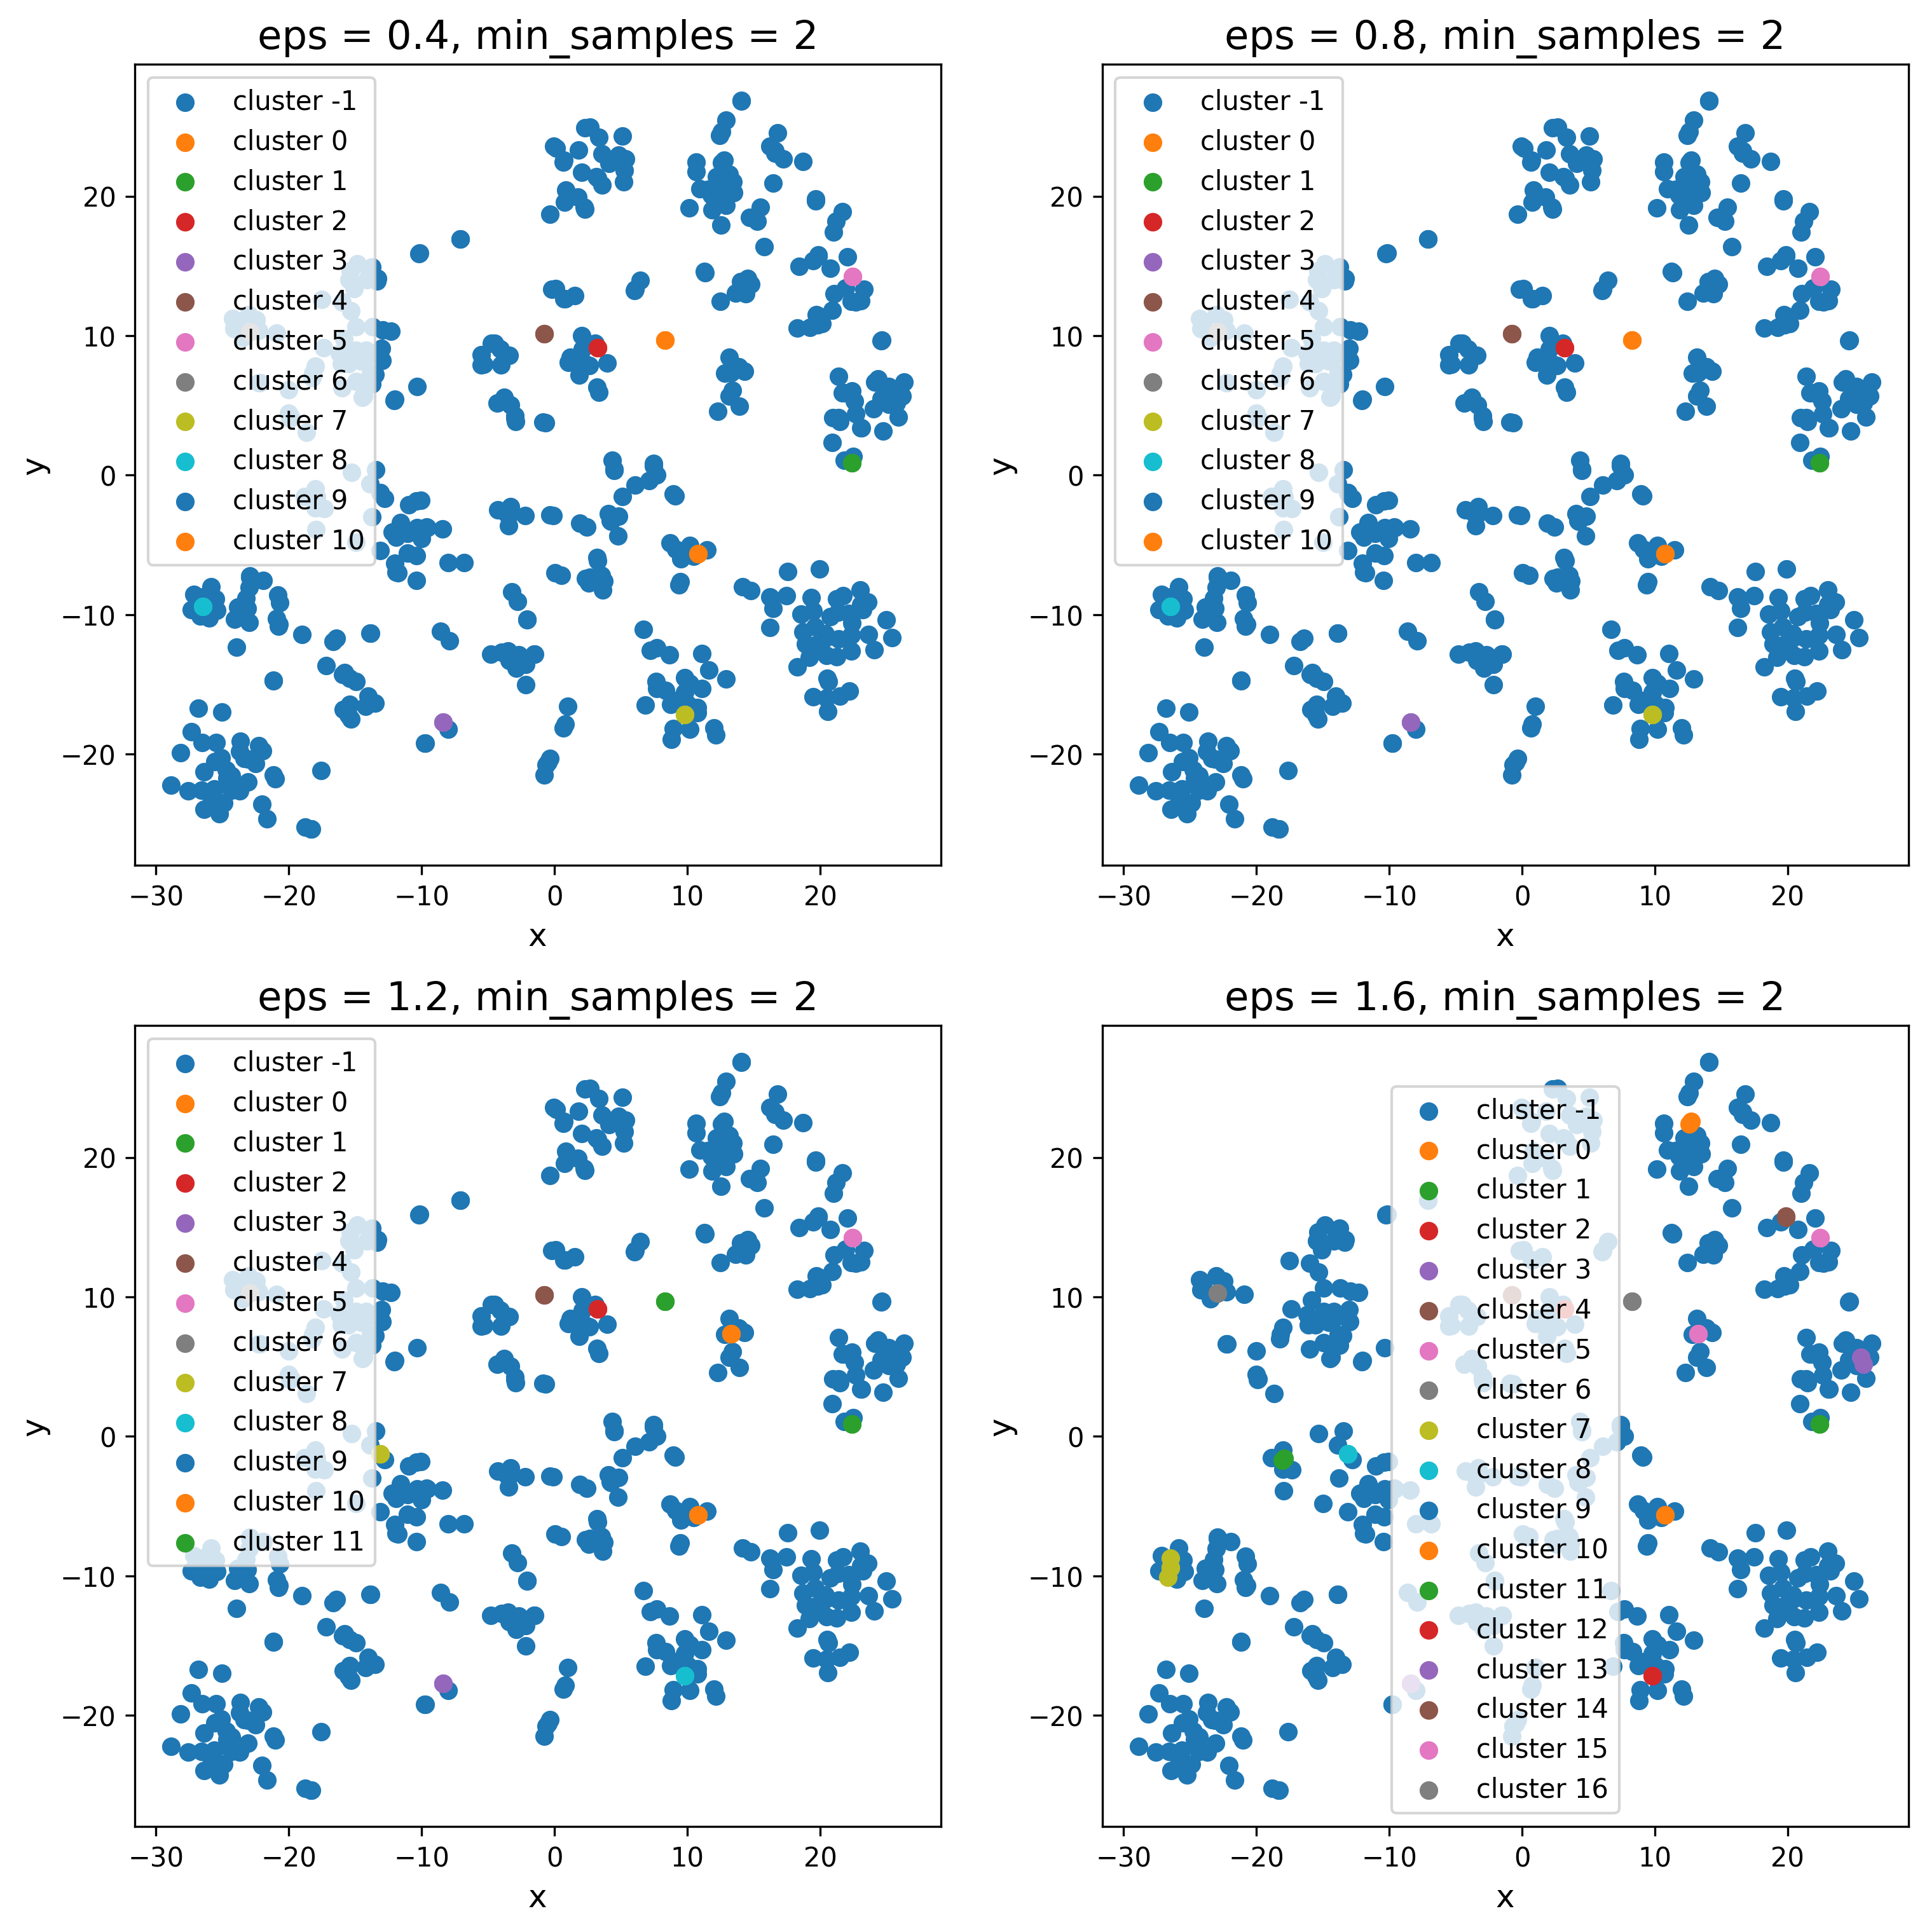 eps = 0.4, min_samples = 2
cluster -1
cluster 0
cluster 1
cluster 2
cluster 3
cluster 4
cluster 5
cluster 6
cluster 7
cluster 8
cluster 9
cluster 10
20
10
0
−10
−20
y
−30 −20 −10 0 10 20
x
eps = 0.8, min_samples = 2
cluster -1
cluster 0
cluster 1
cluster 2
cluster 3
cluster 4
cluster 5
cluster 6
cluster 7
cluster 8
cluster 9
cluster 10
20
10
0
−10
−20
y
−30 −20 −10 0 10 20
x
eps = 1.2, min_samples = 2
cluster -1
cluster 0
cluster 1
cluster 2
cluster 3
cluster 4
cluster 5
cluster 6
cluster 7
cluster 8
cluster 9
cluster 10
cluster 11
20
10
0
−10
−20
y
−30 −20 −10 0 10 20
x
eps = 1.6, min_samples = 2
cluster -1
cluster 0
cluster 1
cluster 2
cluster 3
cluster 4
cluster 5
cluster 6
cluster 7
cluster 8
cluster 9
cluster 10
cluster 11
cluster 12
cluster 13
cluster 14
cluster 15
cluster 16
20
10
0
−10
−20
y
−30 −20 −10 0 10 20
x